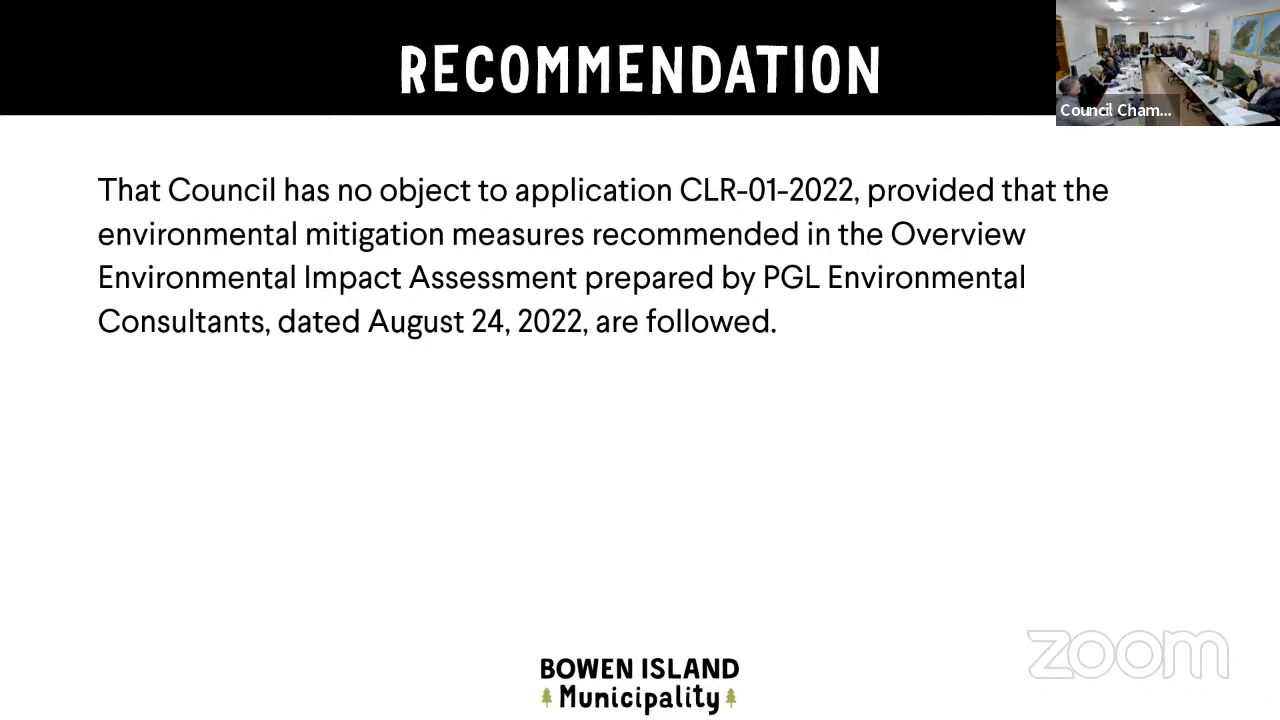 RECOMMENDATION
Council Cham...
That Council has no object to application CLR-01-2022, provided that the
environmental mitigation measures recommended in the Overview
Environmental Impact Assessment prepared by PGL Environmental
Consultants, dated August 24, 2022, are followed.
zoom
BOWEN ISLAND
Municipality